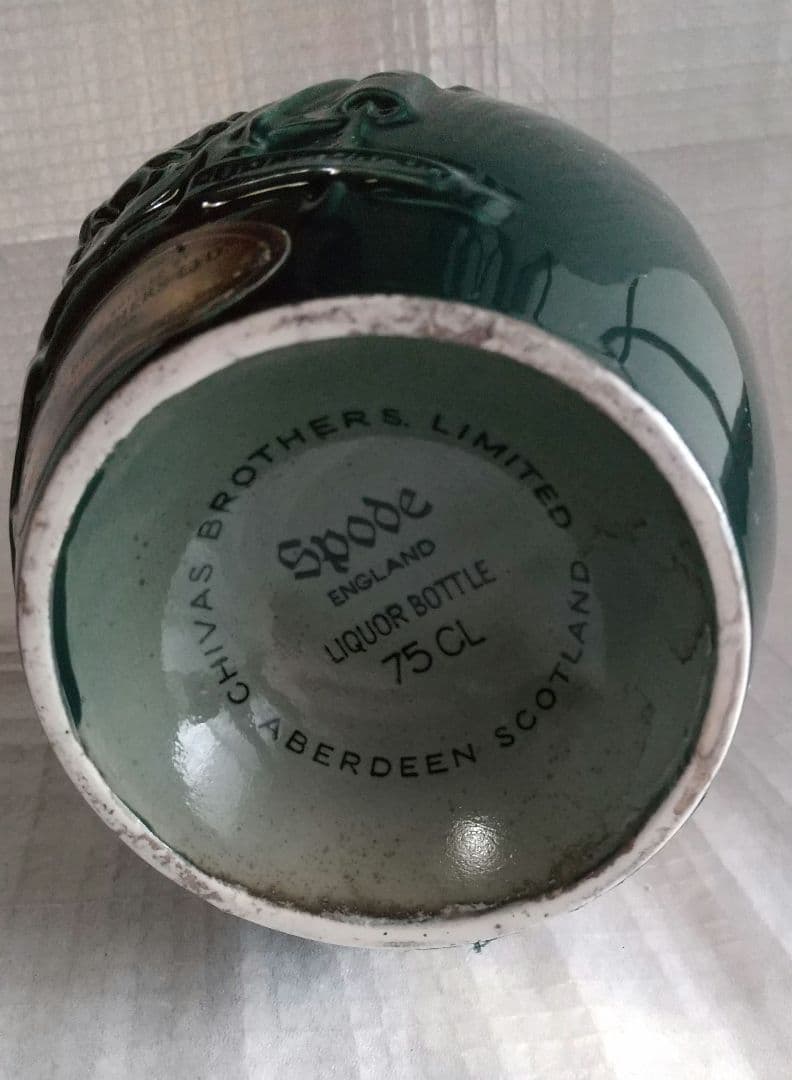 CHIVAS BROTHERS. LIMITED
Spode
ENGLAND
LIQUOR BOTTLE
75 CL
ABERDEEN SCOTLAND